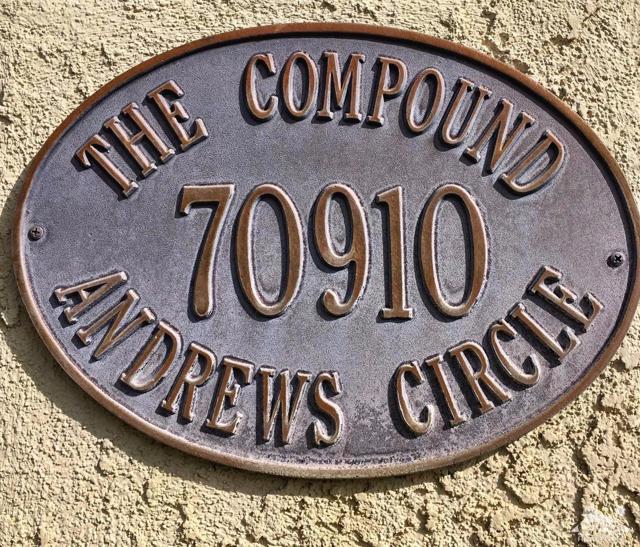 THE COMPOUND
70910
ANDREWS CIRCLE